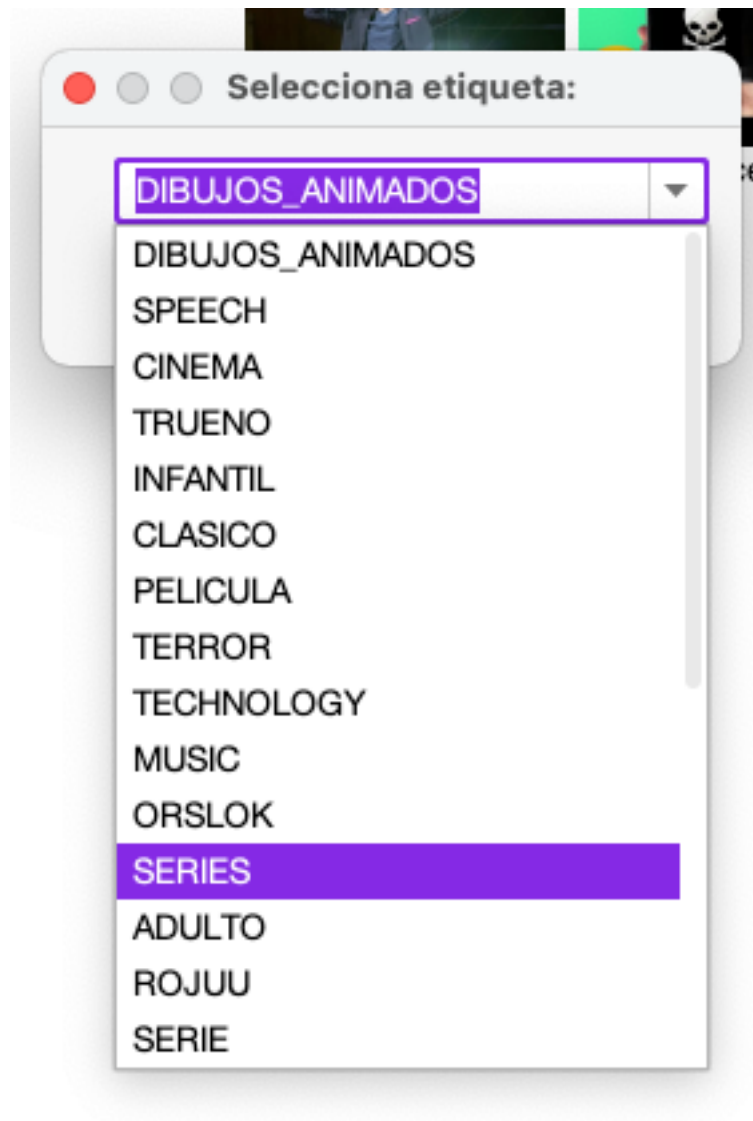 Selecciona etiqueta:
DIBUJOS_ANIMADOS
DIBUJOS_ANIMADOS
SPEECH
CINEMA
TRUENO
INFANTIL
CLASICO
PELICULA
TERROR
TECHNOLOGY
MUSIC
ORSLOK
SERIES
ADULTO
ROJUU
SERIE